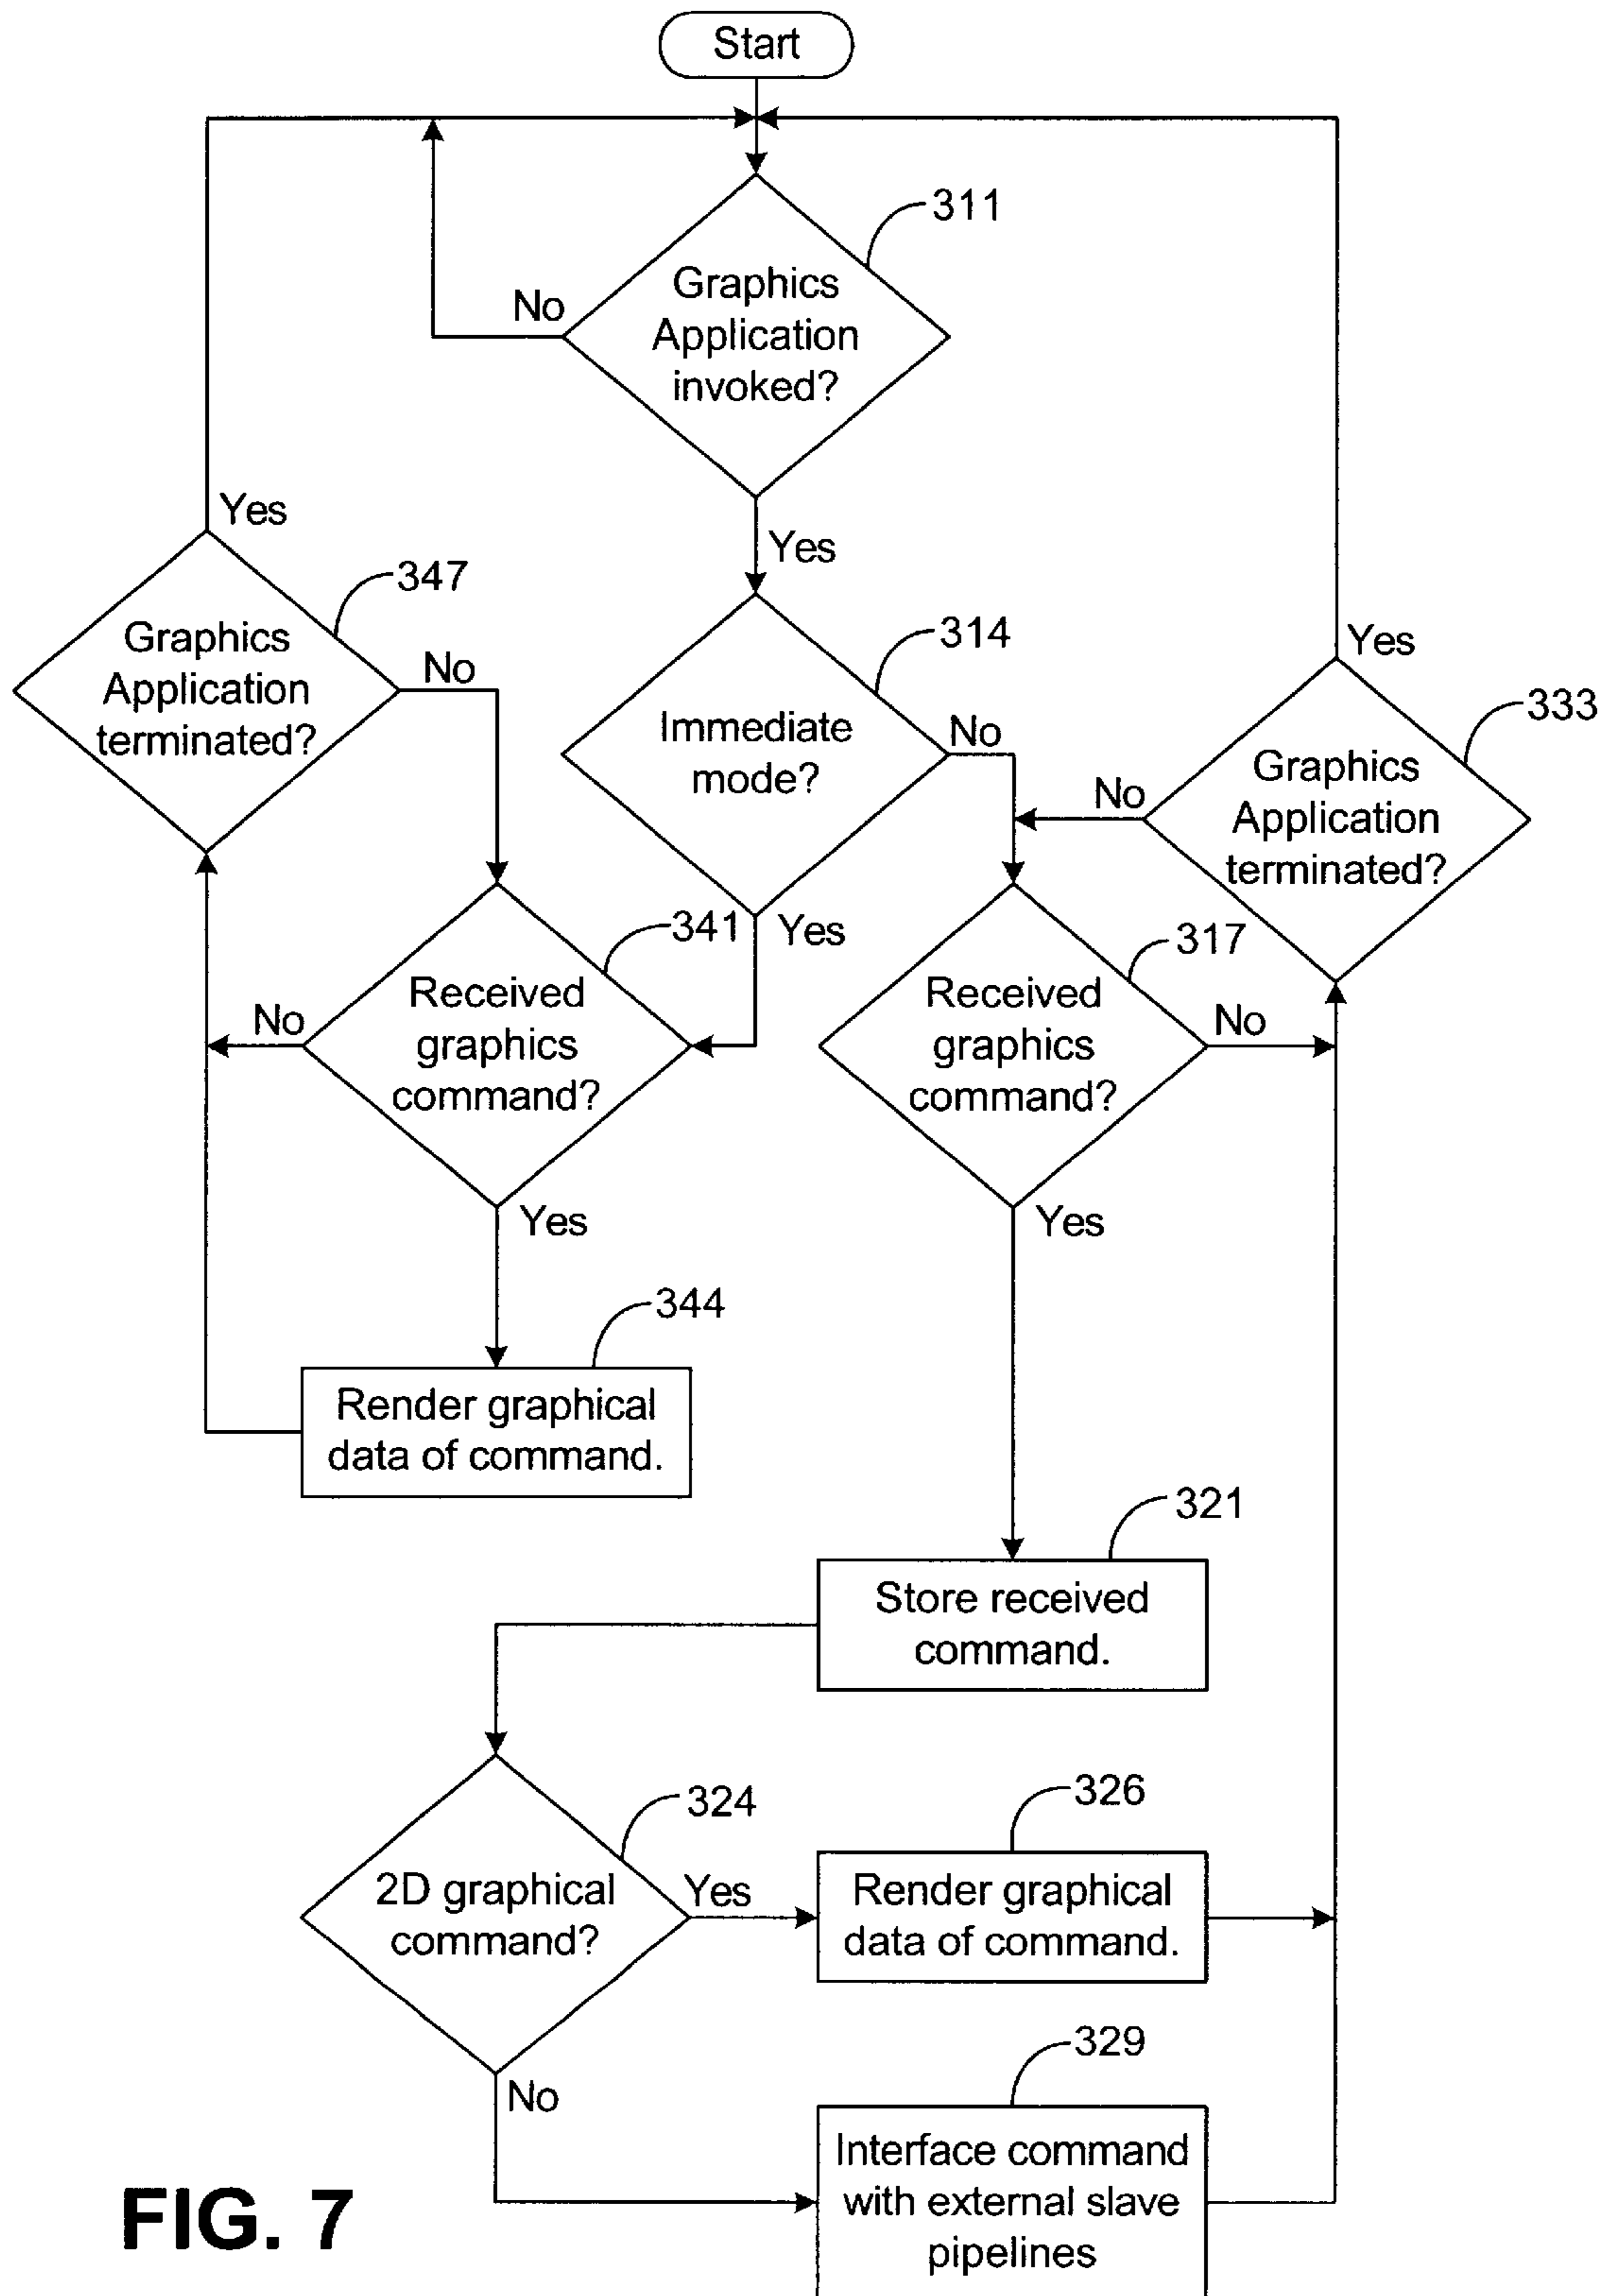 Start
311
Graphics
Application
invoked?
No
Yes
Yes
347
Graphics
Application
terminated?
No
314
Immediate
mode?
No
Yes
Yes
333
Graphics
Application
terminated?
No
341
Received
graphics
command?
No
Yes
317
Received
graphics
command?
No
Yes
344
Render graphical
data of command.
321
Store received
command.
324
2D graphical
command?
Yes
No
326
Render graphical
data of command.
329
Interface command
with external slave
pipelines
FIG. 7